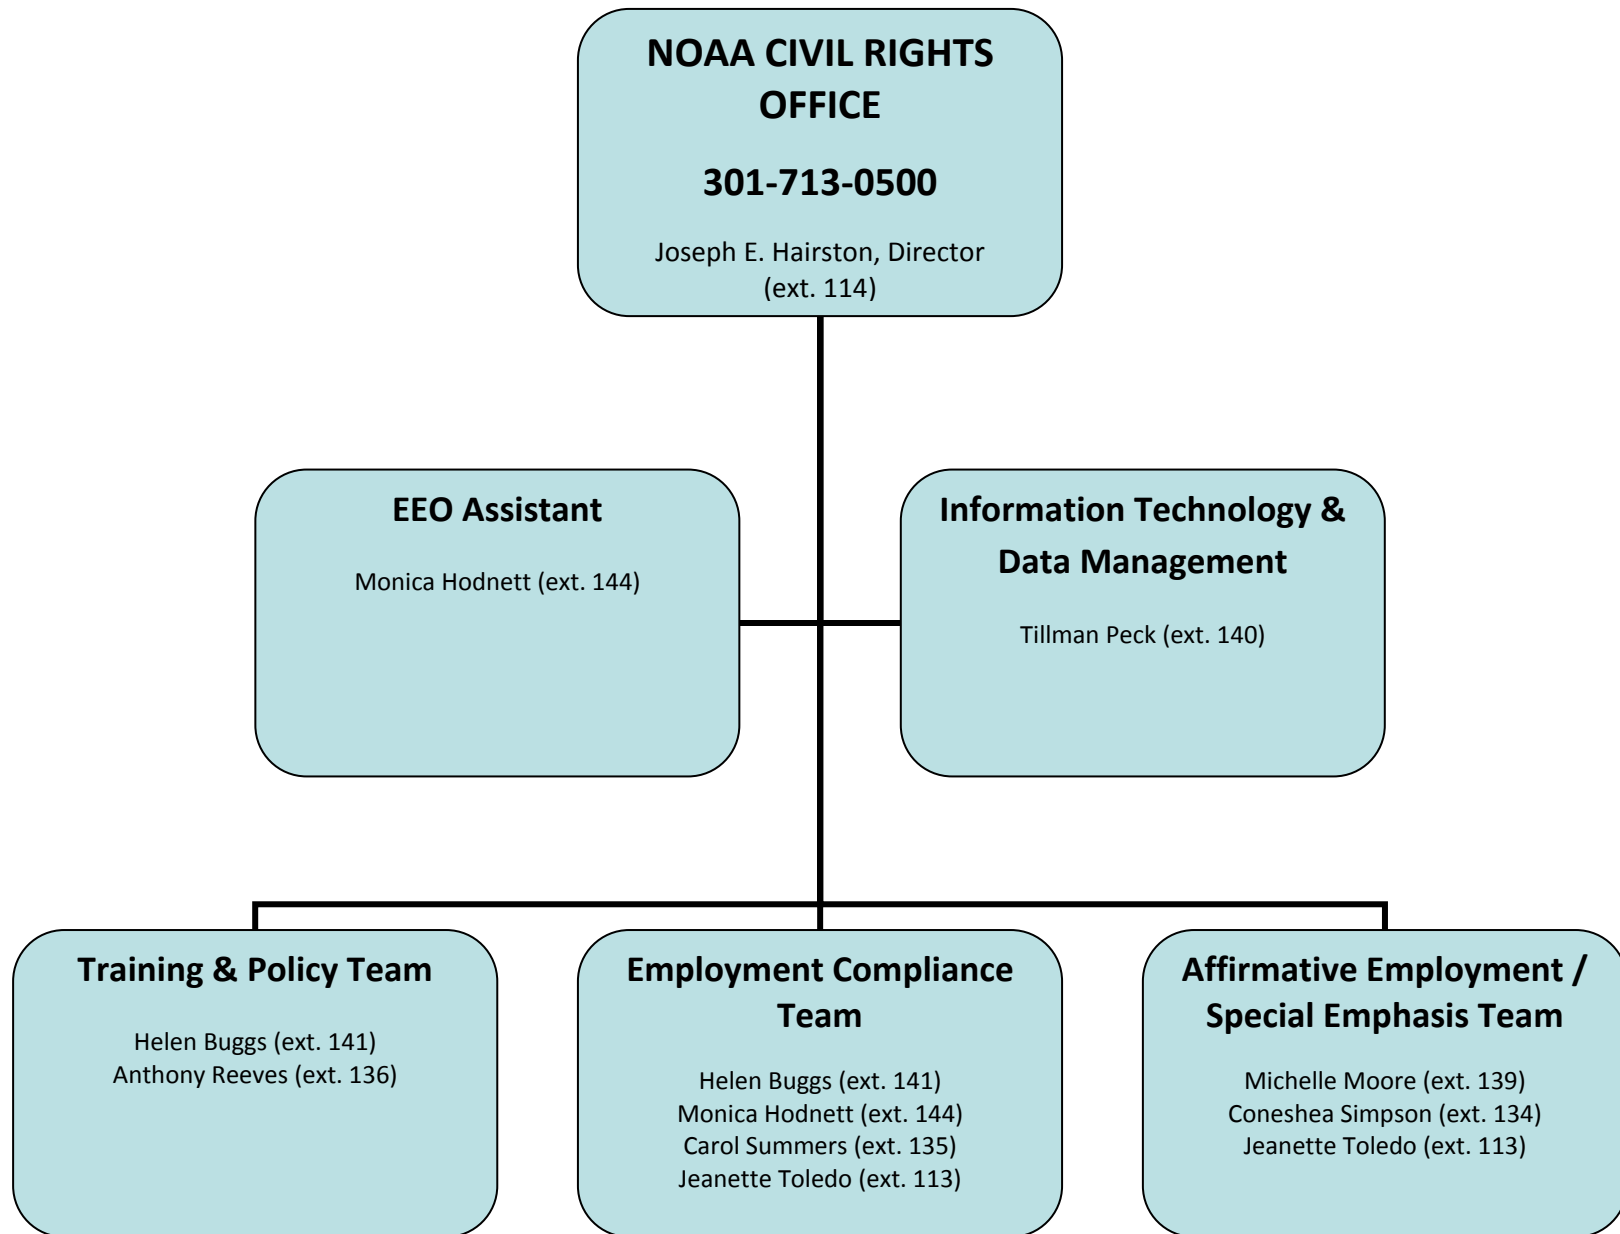 NOAA CIVIL RIGHTS
OFFICE
301-713-0500
Joseph E. Hairston, Director
(ext. 114)
EEO Assistant
Monica Hodnett (ext. 144)
Information Technology &
Data Management
Tillman Peck (ext. 140)
Training & Policy Team
Helen Buggs (ext. 141)
Anthony Reeves (ext. 136)
Employment Compliance
Team
Helen Buggs (ext. 141)
Monica Hodnett (ext. 144)
Carol Summers (ext. 135)
Jeanette Toledo (ext. 113)
Affirmative Employment /
Special Emphasis Team
Michelle Moore (ext. 139)
Coneshea Simpson (ext. 134)
Jeanette Toledo (ext. 113)